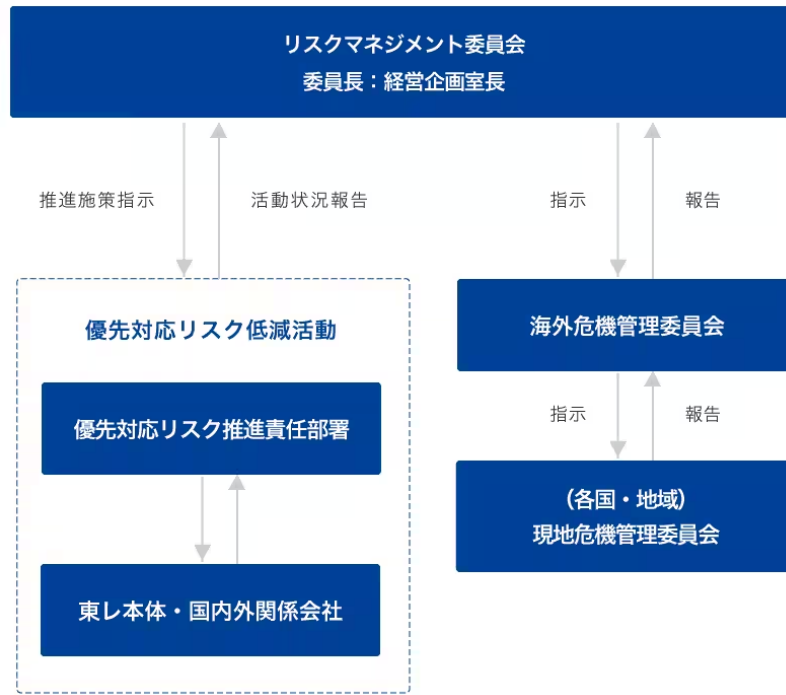 リスクマネジメント委員会
委員長：経営企画室長
推進施策指示
活動状況報告
指示
報告
優先対応リスク低減活動
海外危機管理委員会
優先対応リスク推進責任部署
指示
報告
（各国・地域）
現地危機管理委員会
東レ本体・国内外関係会社